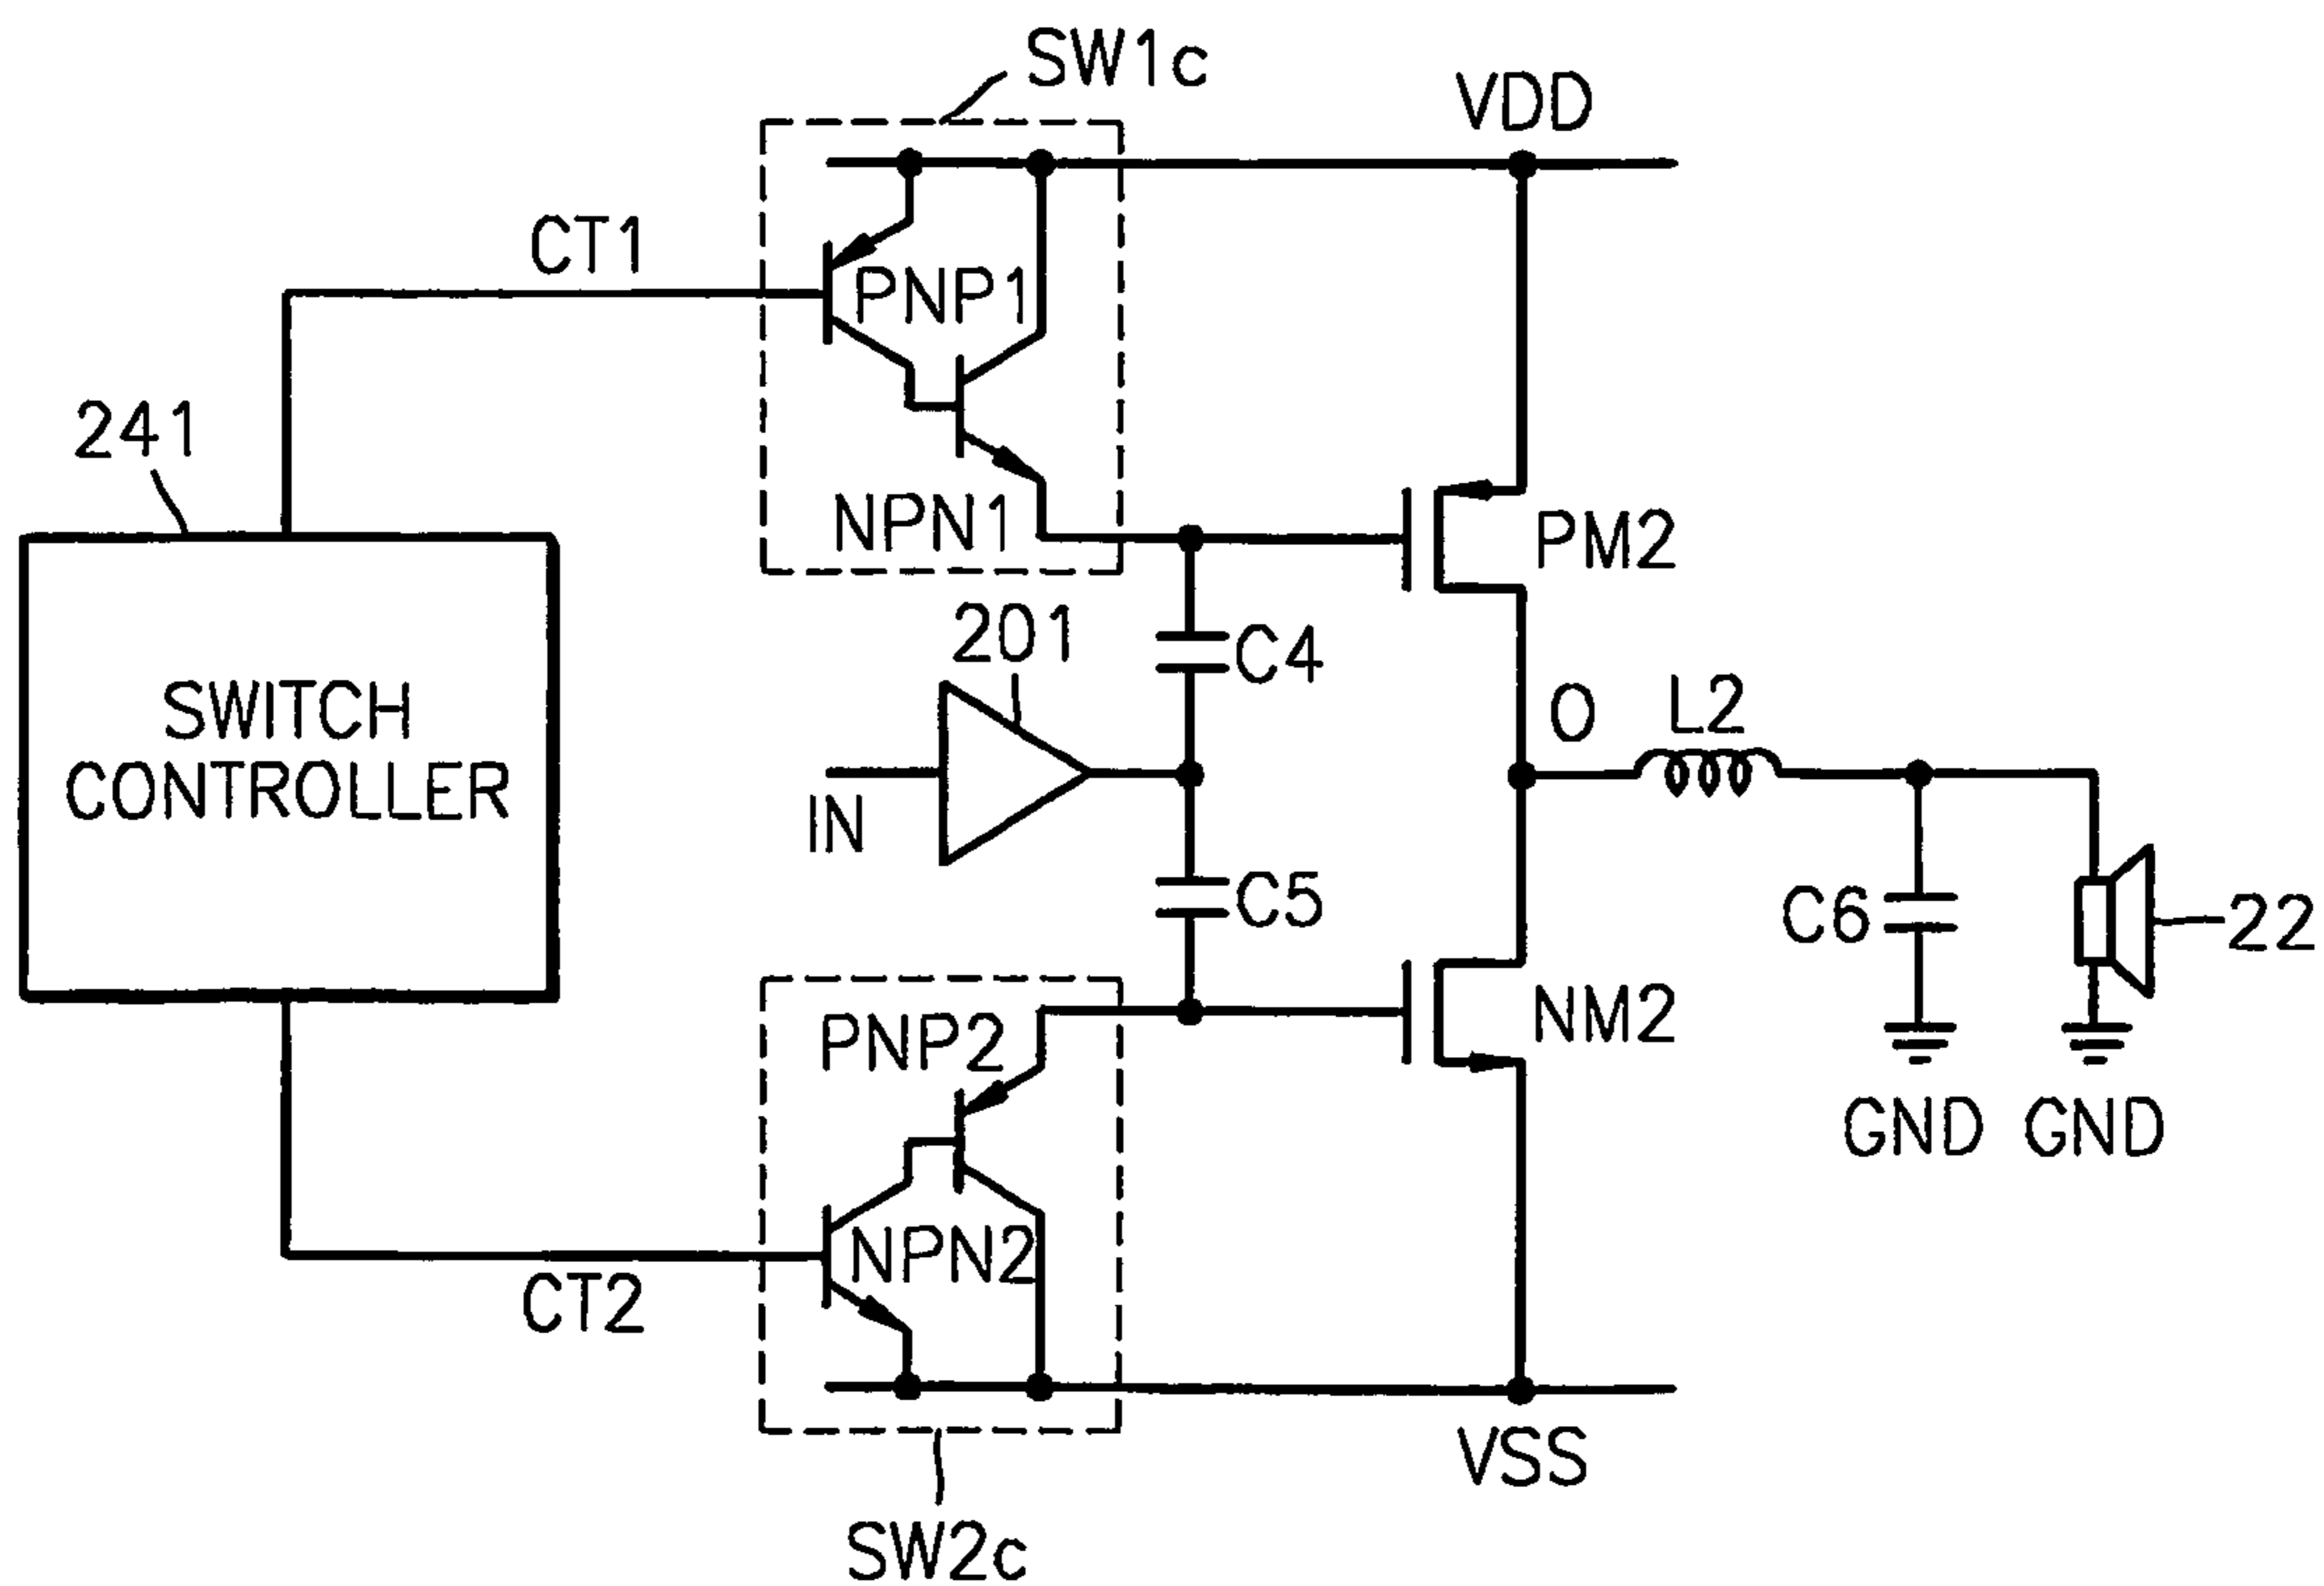 SW1c
VDD
CT1
PNP1
241
NPN1
PM2
201
C4
SWITCH
CONTROLLER
O
L2
IN
C5
C6
22
PNP2
NM2
GND GND
NPN2
CT2
VSS
SW2c